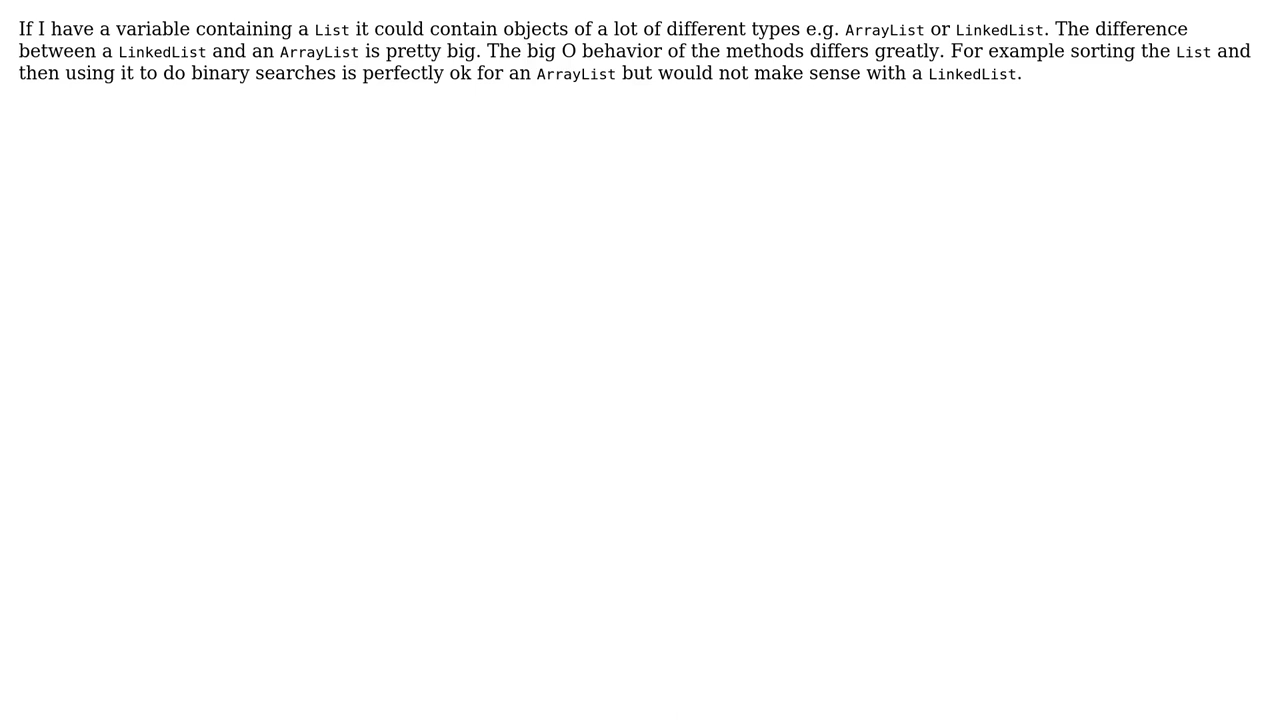 If I have a variable containing a List it could contain objects of a lot of different types e.g. ArrayList or LinkedList. The difference
between a LinkedList and an ArrayList is pretty big. The big O behavior of the methods differs greatly. For example sorting the List and
then using it to do binary searches is perfectly ok for an ArrayList but would not make sense with a LinkedList.